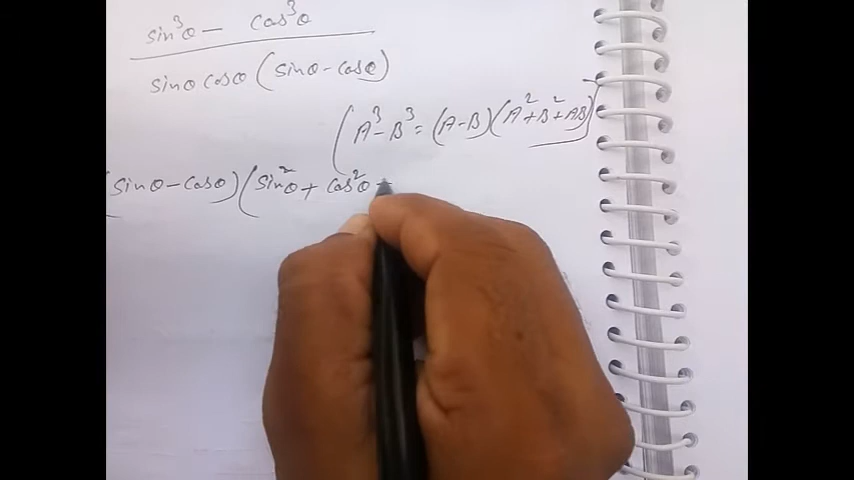 sin³θ − cos³θ
sinθ cosθ (sinθ − cosθ)
(A³ − B³ = (A−B)(A² + B² + AB))
(sinθ − cosθ)(sin²θ + cos²θ +